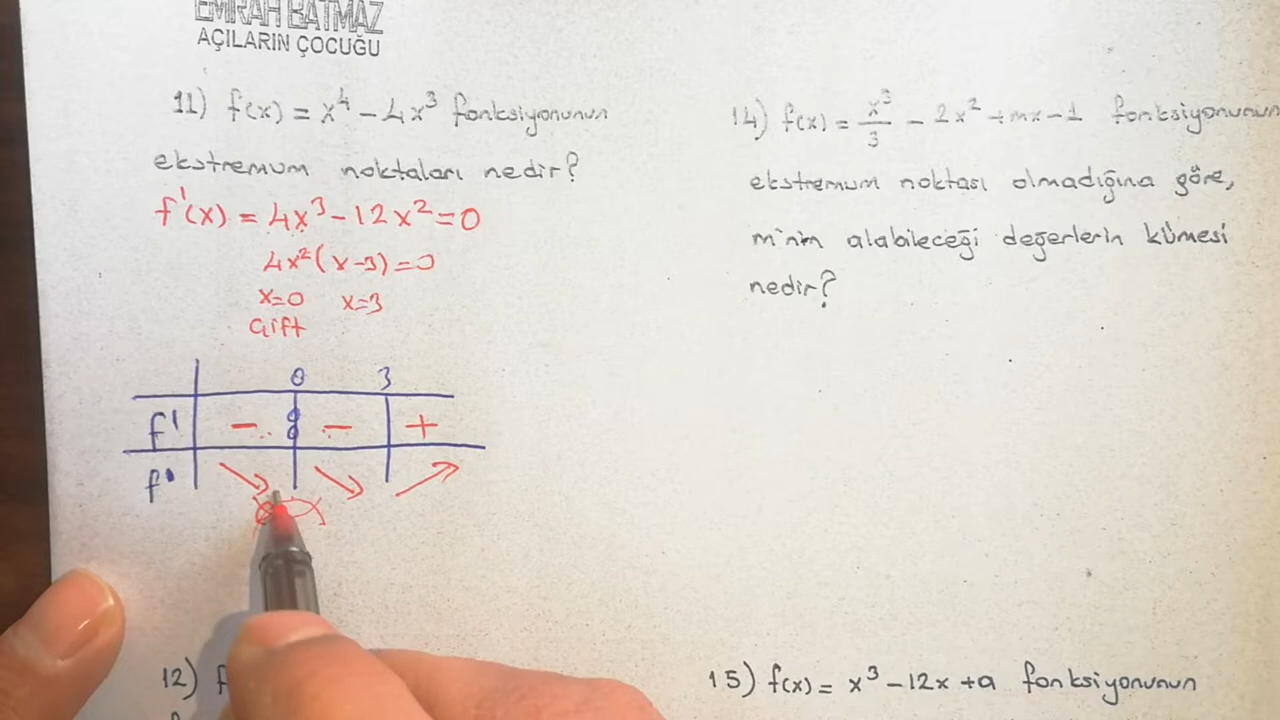 EMRAH BATMAZ
AÇILARIN ÇOCUĞU
11) f(x) = x⁴ - 4x³ fonksiyonunun
ekstremum noktaları nedir?
f'(x) = 4x³ - 12x² = 0
4x²(x-3) = 0
x=0 x=3
Çift
0 3
f' - - +
f
12) f
14) f(x) = x³/3 - 2x² + mx - 1 fonksiyonunun
ekstremum noktası olmadığına göre,
m'nin alabileceği değerlerin kümesi
nedir?
15) f(x) = x³ - 12x + a fonksiyonunun